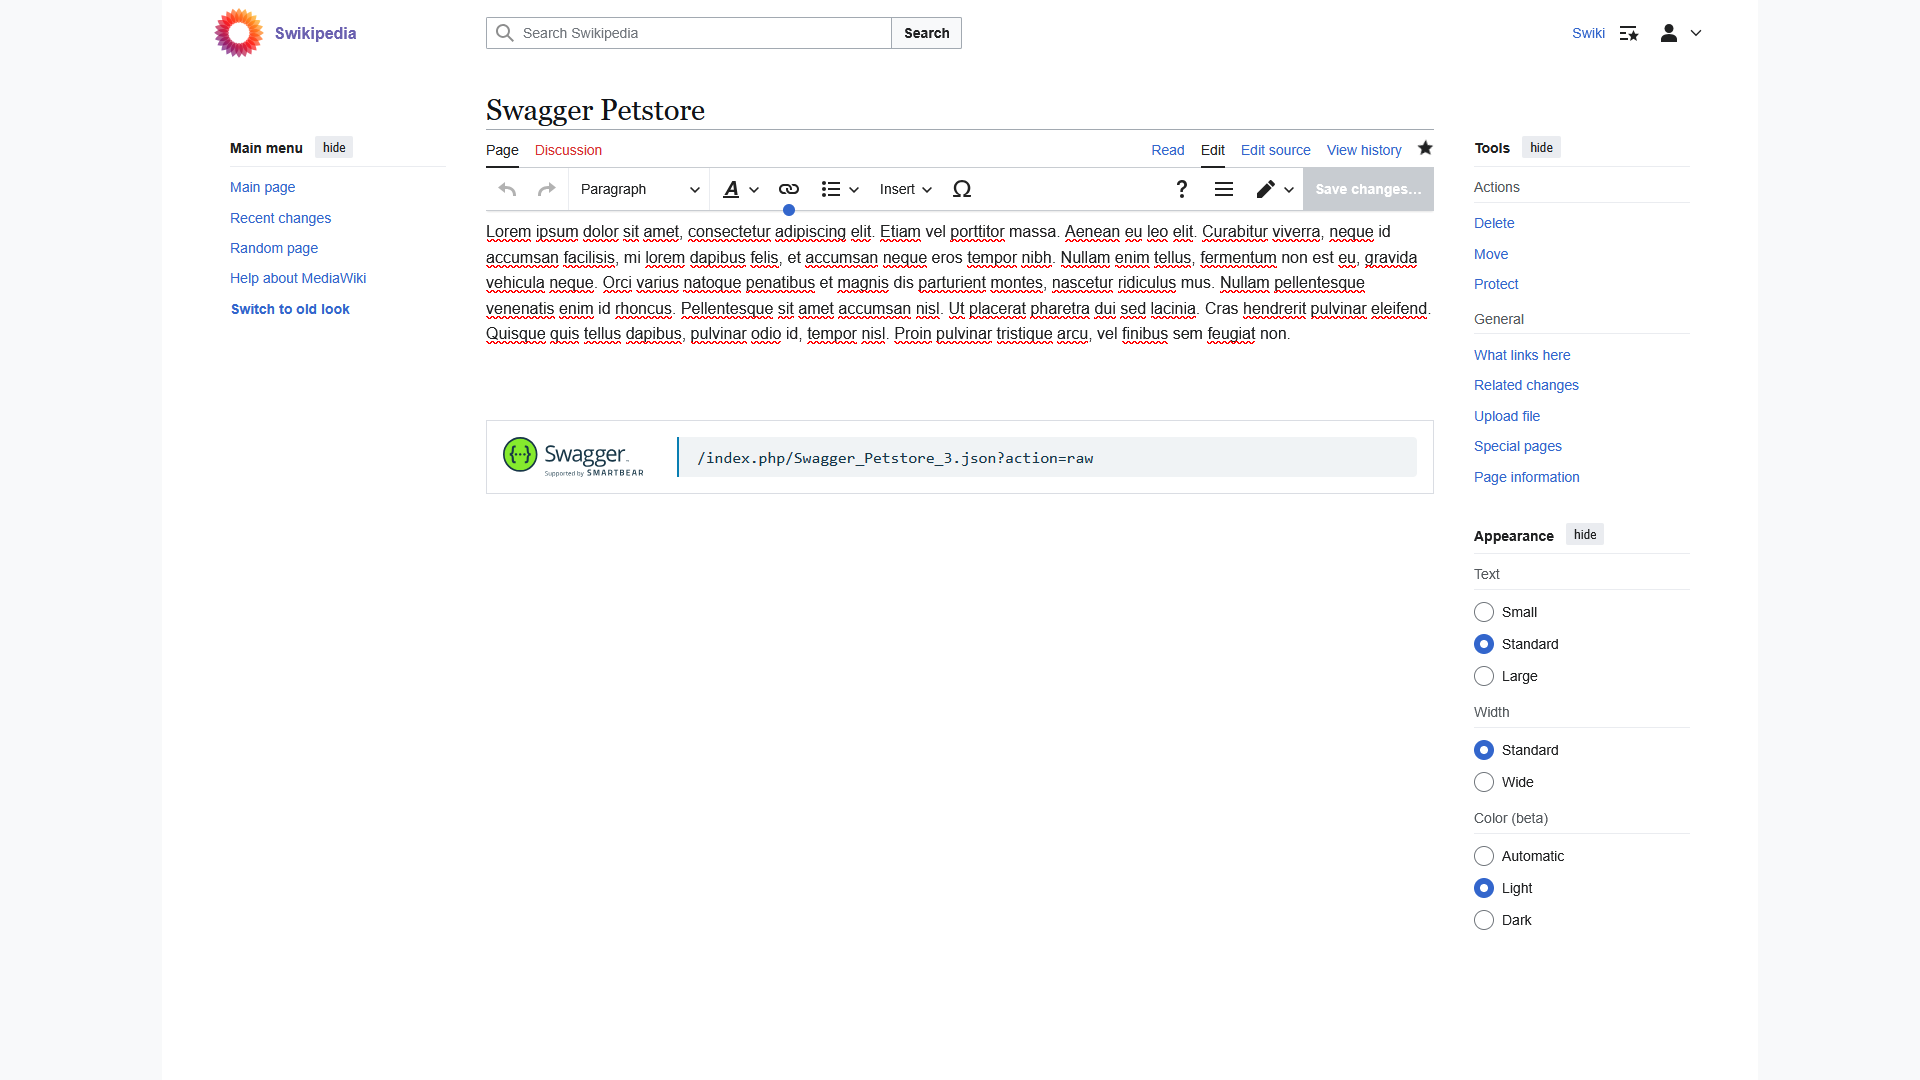 Swikipedia
Search Swikipedia
Search
Swiki
Swagger Petstore
Main menu
hide
Main page
Recent changes
Random page
Help about MediaWiki
Switch to old look
Page
Discussion
Read
Edit
Edit source
View history
Paragraph
A
Insert
Ω
?
Save changes...
Lorem ipsum dolor sit amet, consectetur adipiscing elit. Etiam vel porttitor massa. Aenean eu leo elit. Curabitur viverra, neque id
accumsan facilisis, mi lorem dapibus felis, et accumsan neque eros tempor nibh. Nullam enim tellus, fermentum non est eu, gravida
vehicula neque. Orci varius natoque penatibus et magnis dis parturient montes, nascetur ridiculus mus. Nullam pellentesque
venenatis enim id rhoncus. Pellentesque sit amet accumsan nisl. Ut placerat pharetra dui sed lacinia. Cras hendrerit pulvinar eleifend.
Quisque quis tellus dapibus, pulvinar odio id, tempor nisl. Proin pulvinar tristique arcu, vel finibus sem feugiat non.
{··} Swagger.
Supported by SMARTBEAR
/index.php/Swagger_Petstore_3.json?action=raw
Tools
hide
Actions
Delete
Move
Protect
General
What links here
Related changes
Upload file
Special pages
Page information
Appearance
hide
Text
Small
Standard
Large
Width
Standard
Wide
Color (beta)
Automatic
Light
Dark